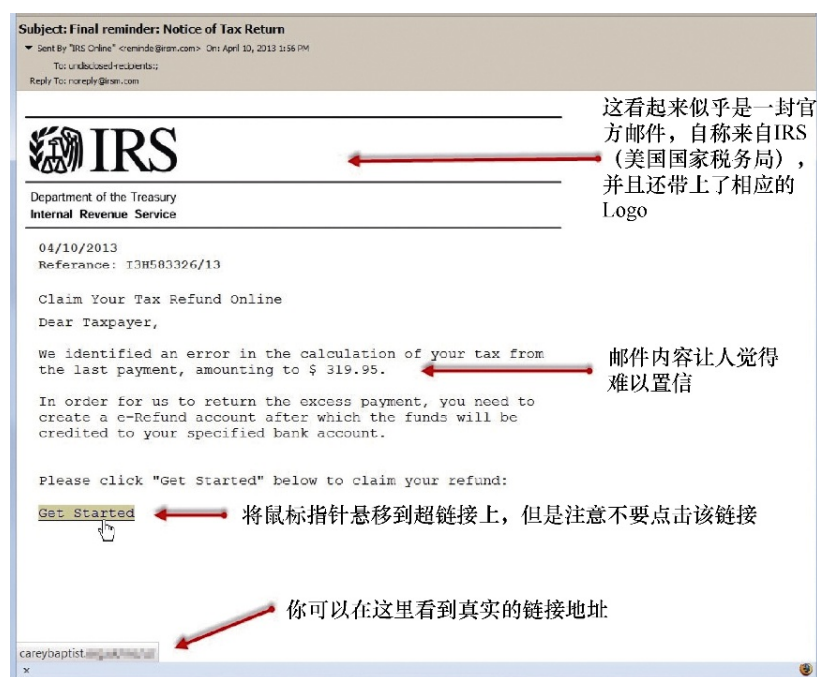 Subject: Final reminder: Notice of Tax Return
Sent By "IRS Online" <reminde@irsm.com> On: April 10, 2013 1:56 PM
To: undisclosed-recipients:;
Reply To: noreply@irsm.com
这看起来似乎是一封官
方邮件，自称来自IRS
（美国国家税务局），
并且还带上了相应的
Logo
IRS
Department of the Treasury
Internal Revenue Service
04/10/2013
Referance: I3H583326/13
Claim Your Tax Refund Online
Dear Taxpayer,
We identified an error in the calculation of your tax from
the last payment, amounting to $ 319.95.
邮件内容让人觉得
难以置信
In order for us to return the excess payment, you need to
create a e-Refund account after which the funds will be
credited to your specified bank account.
Please click "Get Started" below to claim your refund:
Get Started
将鼠标指针悬移到超链接上，但是注意不要点击该链接
你可以在这里看到真实的链接地址
careybaptist.
×